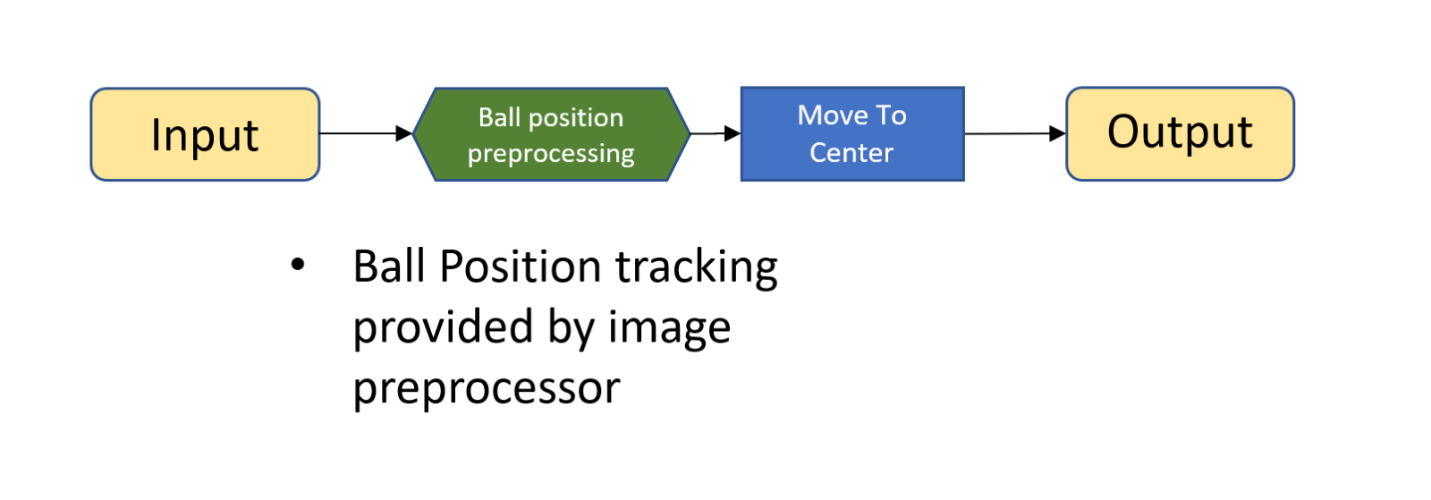 Input
Ball position
preprocessing
Move To
Center
Output
• Ball Position tracking
provided by image
preprocessor